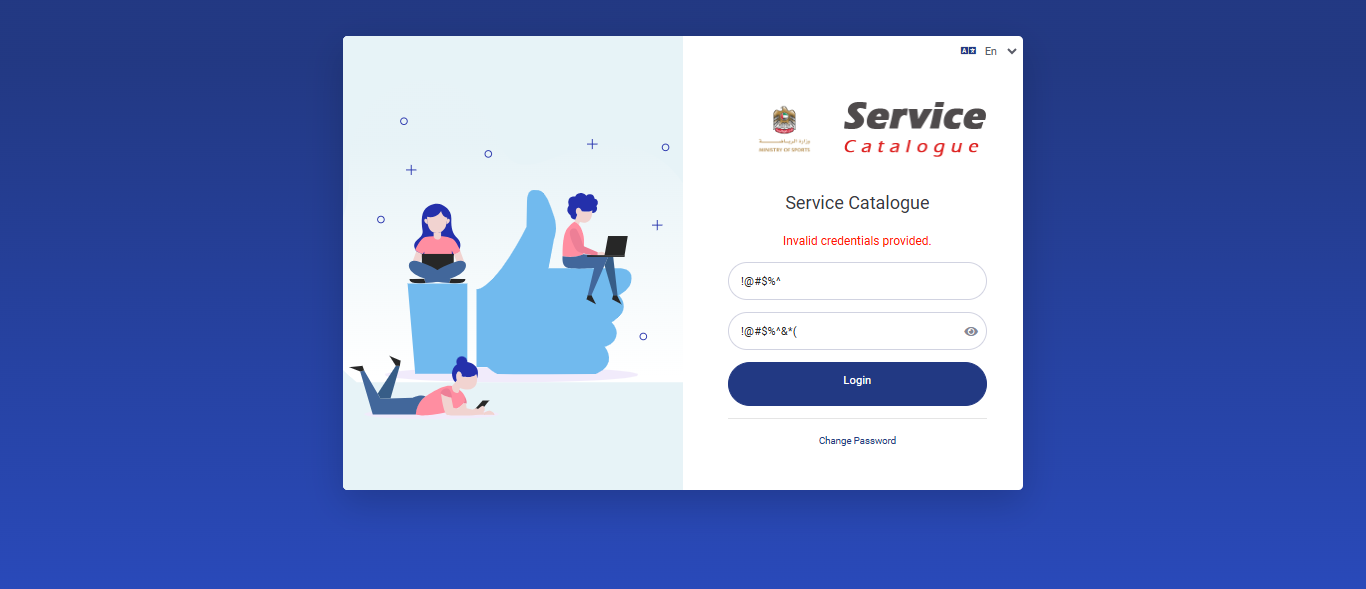 En
Service
Catalogue
وزارة الرياضة
MINISTRY OF SPORTS
Service Catalogue
Invalid credentials provided.
!@#$%^
!@#$%^&*(
Login
Change Password